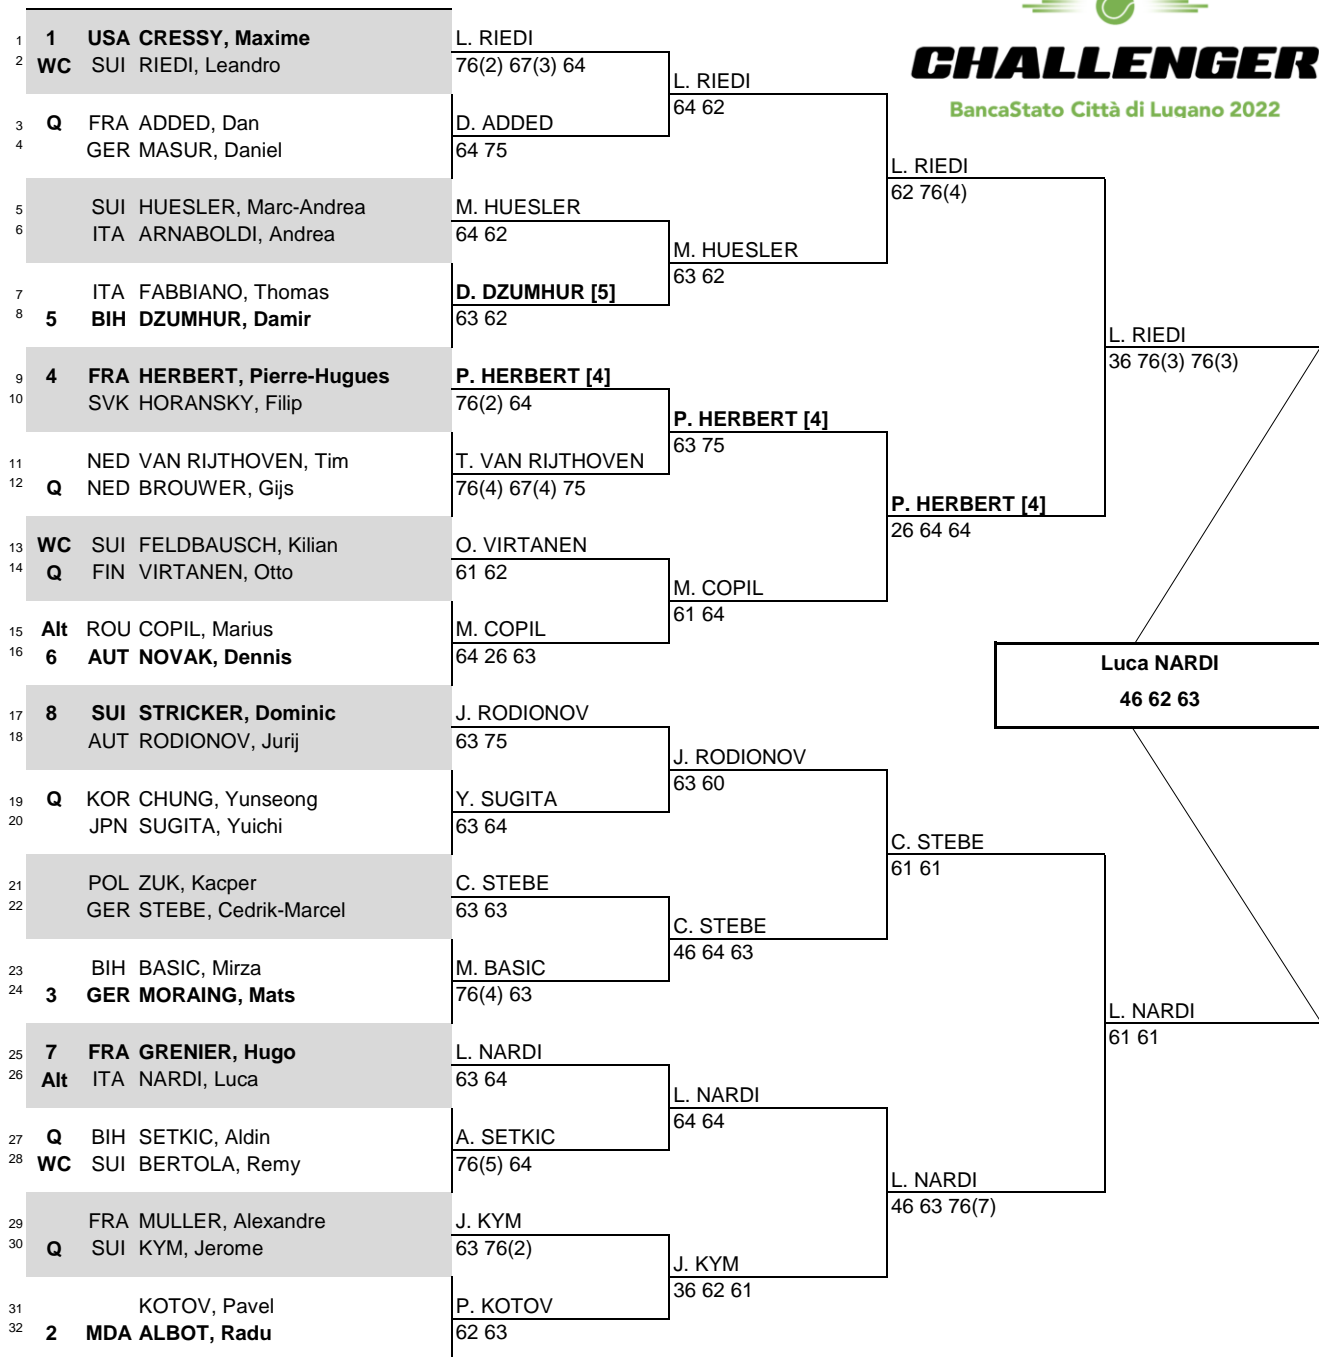 CHALLENGER
BancaStato Città di Lugano 2022
1 1 USA CRESSY, Maxime
2 WC SUI RIEDI, Leandro
3 Q FRA ADDED, Dan
4 GER MASUR, Daniel
5 SUI HUESLER, Marc-Andrea
6 ITA ARNABOLDI, Andrea
7 ITA FABBIANO, Thomas
8 5 BIH DZUMHUR, Damir
9 4 FRA HERBERT, Pierre-Hugues
10 SVK HORANSKY, Filip
11 NED VAN RIJTHOVEN, Tim
12 Q NED BROUWER, Gijs
13 WC SUI FELDBAUSCH, Kilian
14 Q FIN VIRTANEN, Otto
15 Alt ROU COPIL, Marius
16 6 AUT NOVAK, Dennis
17 8 SUI STRICKER, Dominic
18 AUT RODIONOV, Jurij
19 Q KOR CHUNG, Yunseong
20 JPN SUGITA, Yuichi
21 POL ZUK, Kacper
22 GER STEBE, Cedrik-Marcel
23 BIH BASIC, Mirza
24 3 GER MORAING, Mats
25 7 FRA GRENIER, Hugo
26 Alt ITA NARDI, Luca
27 Q BIH SETKIC, Aldin
28 WC SUI BERTOLA, Remy
29 FRA MULLER, Alexandre
30 Q SUI KYM, Jerome
31 KOTOV, Pavel
32 2 MDA ALBOT, Radu
L. RIEDI
76(2) 67(3) 64
D. ADDED
64 75
M. HUESLER
64 62
D. DZUMHUR [5]
63 62
P. HERBERT [4]
76(2) 64
T. VAN RIJTHOVEN
76(4) 67(4) 75
O. VIRTANEN
61 62
M. COPIL
64 26 63
J. RODIONOV
63 75
Y. SUGITA
63 64
C. STEBE
63 63
M. BASIC
76(4) 63
L. NARDI
63 64
A. SETKIC
76(5) 64
J. KYM
63 76(2)
P. KOTOV
62 63
L. RIEDI
64 62
M. HUESLER
63 62
P. HERBERT [4]
63 75
M. COPIL
61 64
J. RODIONOV
63 60
C. STEBE
46 64 63
L. NARDI
64 64
J. KYM
36 62 61
L. RIEDI
62 76(4)
P. HERBERT [4]
26 64 64
C. STEBE
61 61
L. NARDI
46 63 76(7)
L. RIEDI
36 76(3) 76(3)
L. NARDI
61 61
Luca NARDI
46 62 63